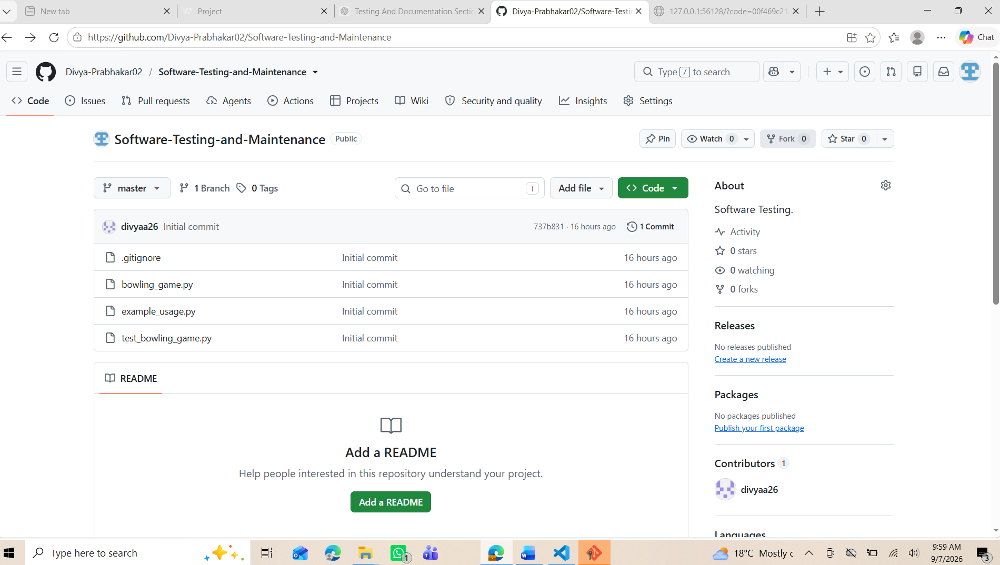 New tab
Project
Testing And Documentation Sectio
Divya-Prabhakar02/Software-Testin
127.0.0.1:56128/?code=00f469c21
https://github.com/Divya-Prabhakar02/Software-Testing-and-Maintenance
Chat
Divya-Prabhakar02 / Software-Testing-and-Maintenance
Type / to search
Code
Issues
Pull requests
Agents
Actions
Projects
Wiki
Security and quality
Insights
Settings
Software-Testing-and-Maintenance Public
Pin
Watch 0
Fork 0
Star 0
master
1 Branch
0 Tags
Go to file T
Add file
Code
divyaa26 Initial commit
737b831 · 16 hours ago
1 Commit
.gitignore Initial commit 16 hours ago
bowling_game.py Initial commit 16 hours ago
example_usage.py Initial commit 16 hours ago
test_bowling_game.py Initial commit 16 hours ago
README
Add a README
Help people interested in this repository understand your project.
Add a README
About
Software Testing.
Activity
0 stars
0 watching
0 forks
Releases
No releases published
Create a new release
Packages
No packages published
Publish your first package
Contributors 1
divyaa26
Languages
Type here to search
1
18°C Mostly c
9:59 AM
9/7/2026
3